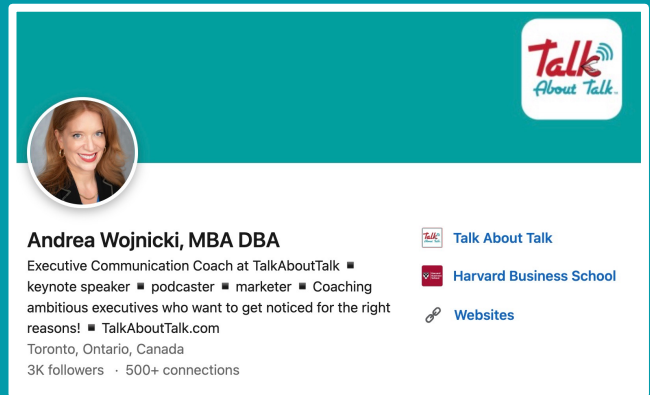 Talk
About Talk™
Andrea Wojnicki, MBA DBA
Executive Communication Coach at TalkAboutTalk ◾
keynote speaker ◾ podcaster ◾ marketer ◾ Coaching
ambitious executives who want to get noticed for the right
reasons! ◾ TalkAboutTalk.com
Toronto, Ontario, Canada
3K followers · 500+ connections
Talk About Talk
Harvard Business School
Websites